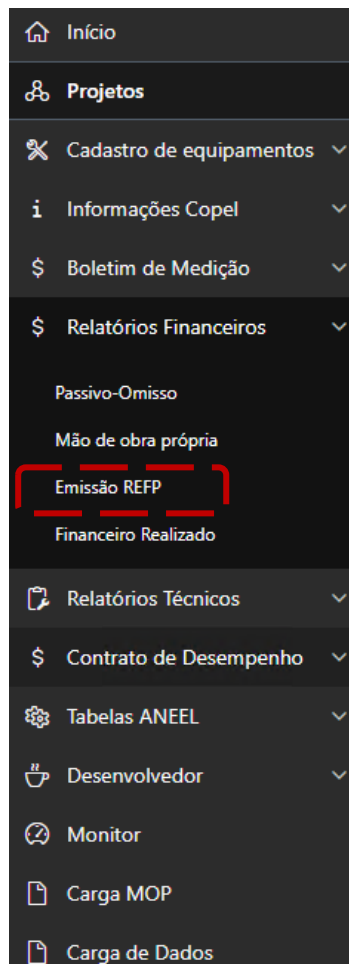 Início
Projetos
Cadastro de equipamentos
Informações Copel
$ Boletim de Medição
$ Relatórios Financeiros
Passivo-Omisso
Mão de obra própria
Emissão REFP
Financeiro Realizado
Relatórios Técnicos
$ Contrato de Desempenho
Tabelas ANEEL
Desenvolvedor
Monitor
Carga MOP
Carga de Dados